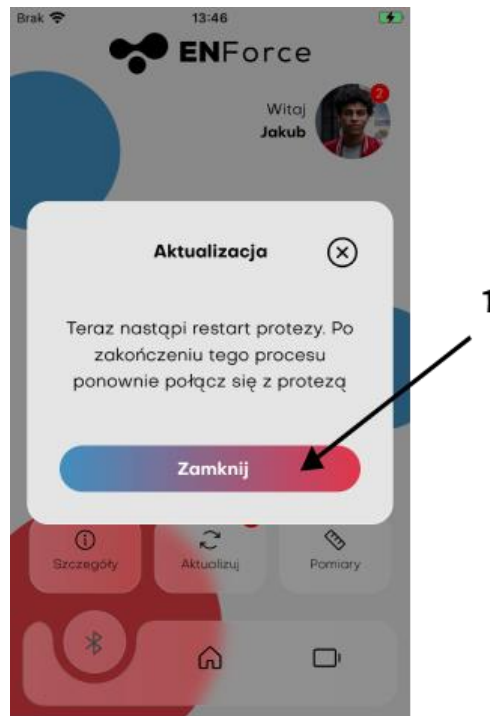 Brak 13:46
ENForce
2
Witaj
Jakub
Aktualizacja
Teraz nastąpi restart protezy. Po
zakończeniu tego procesu
ponownie połącz się z protezą
1
Zamknij
Szczegóły Aktualizuj Pomiary